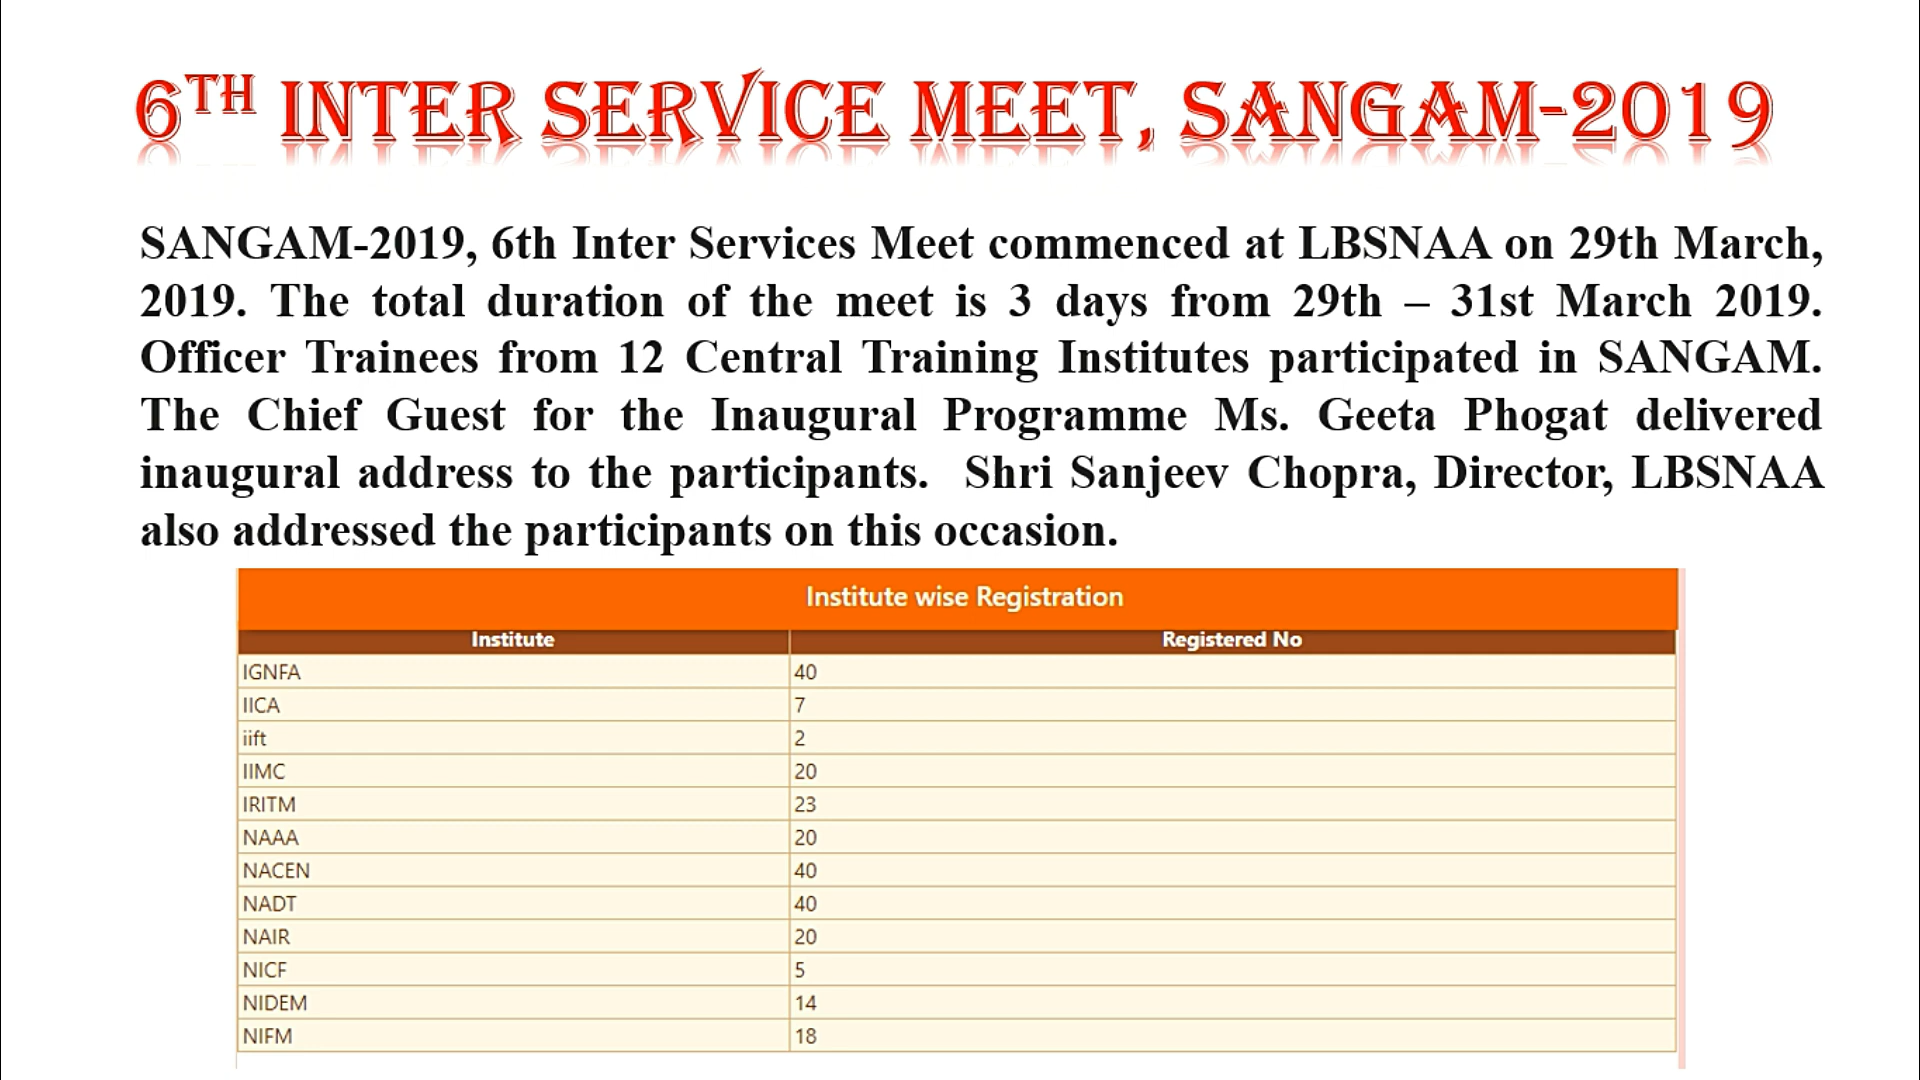 6TH INTER SERVICE MEET, SANGAM-2019
SANGAM-2019, 6th Inter Services Meet commenced at LBSNAA on 29th March,
2019. The total duration of the meet is 3 days from 29th – 31st March 2019.
Officer Trainees from 12 Central Training Institutes participated in SANGAM.
The Chief Guest for the Inaugural Programme Ms. Geeta Phogat delivered
inaugural address to the participants. Shri Sanjeev Chopra, Director, LBSNAA
also addressed the participants on this occasion.
Institute wise Registration
Institute Registered No
IGNFA 40
IICA 7
iift 2
IIMC 20
IRITM 23
NAAA 20
NACEN 40
NADT 40
NAIR 20
NICF 5
NIDEM 14
NIFM 18